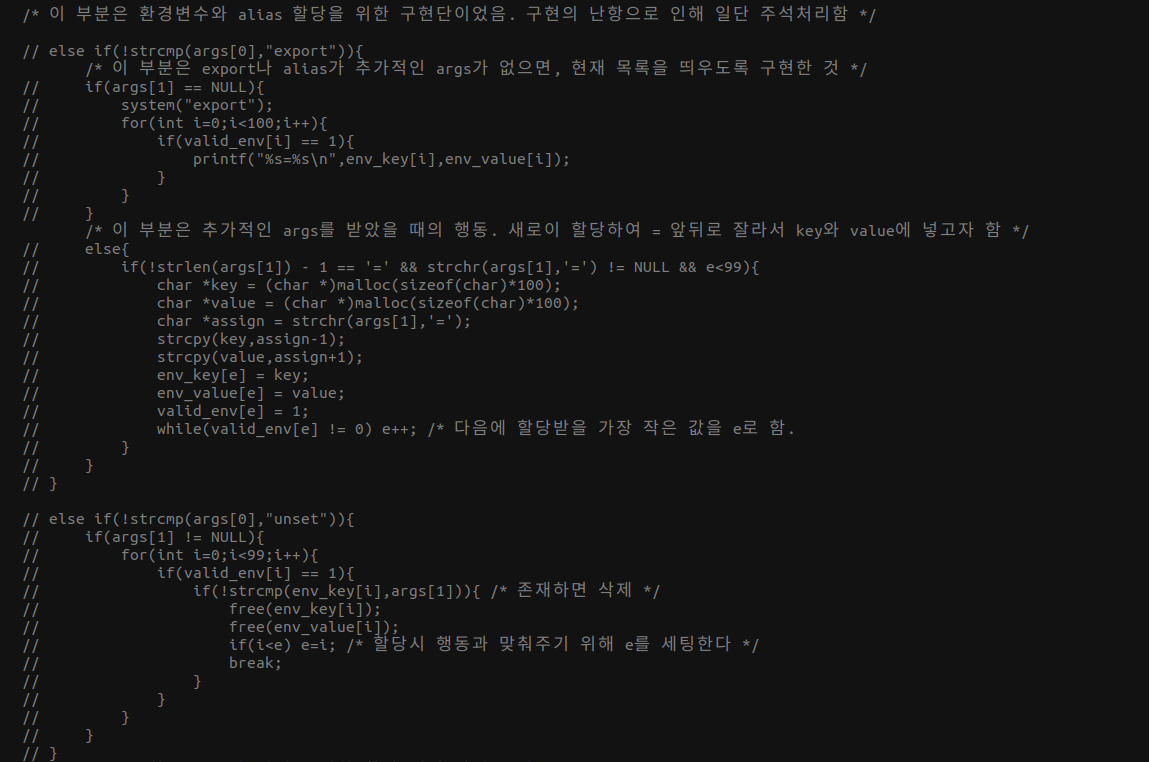 /* 이 부분은 환경변수와 alias 할당을 위한 구현단이었음. 구현의 난항으로 인해 일단 주석처리함 */
// else if(!strcmp(args[0],"export")){
/* 이 부분은 export나 alias가 추가적인 args가 없으면, 현재 목록을 띄우도록 구현한 것 */
//     if(args[1] == NULL){
//         system("export");
//         for(int i=0;i<100;i++){
//             if(valid_env[i] == 1){
//                 printf("%s=%s\n",env_key[i],env_value[i]);
//             }
//         }
//     }
/* 이 부분은 추가적인 args를 받았을 때의 행동. 새로이 할당하여 = 앞뒤로 잘라서 key와 value에 넣고자 함 */
//     else{
//         if(!strlen(args[1]) - 1 == '=' && strchr(args[1],'=') != NULL && e<99){
//             char *key = (char *)malloc(sizeof(char)*100);
//             char *value = (char *)malloc(sizeof(char)*100);
//             char *assign = strchr(args[1],'=');
//             strcpy(key,assign-1);
//             strcpy(value,assign+1);
//             env_key[e] = key;
//             env_value[e] = value;
//             valid_env[e] = 1;
//             while(valid_env[e] != 0) e++; /* 다음에 할당받을 가장 작은 값을 e로 함.
//         }
//     }
// }
// else if(!strcmp(args[0],"unset")){
//     if(args[1] != NULL){
//         for(int i=0;i<99;i++){
//             if(valid_env[i] == 1){
//                 if(!strcmp(env_key[i],args[1])){ /* 존재하면 삭제 */
//                     free(env_key[i]);
//                     free(env_value[i]);
//                     if(i<e) e=i; /* 할당시 행동과 맞춰주기 위해 e를 세팅한다 */
//                     break;
//                 }
//             }
//         }
//     }
// }